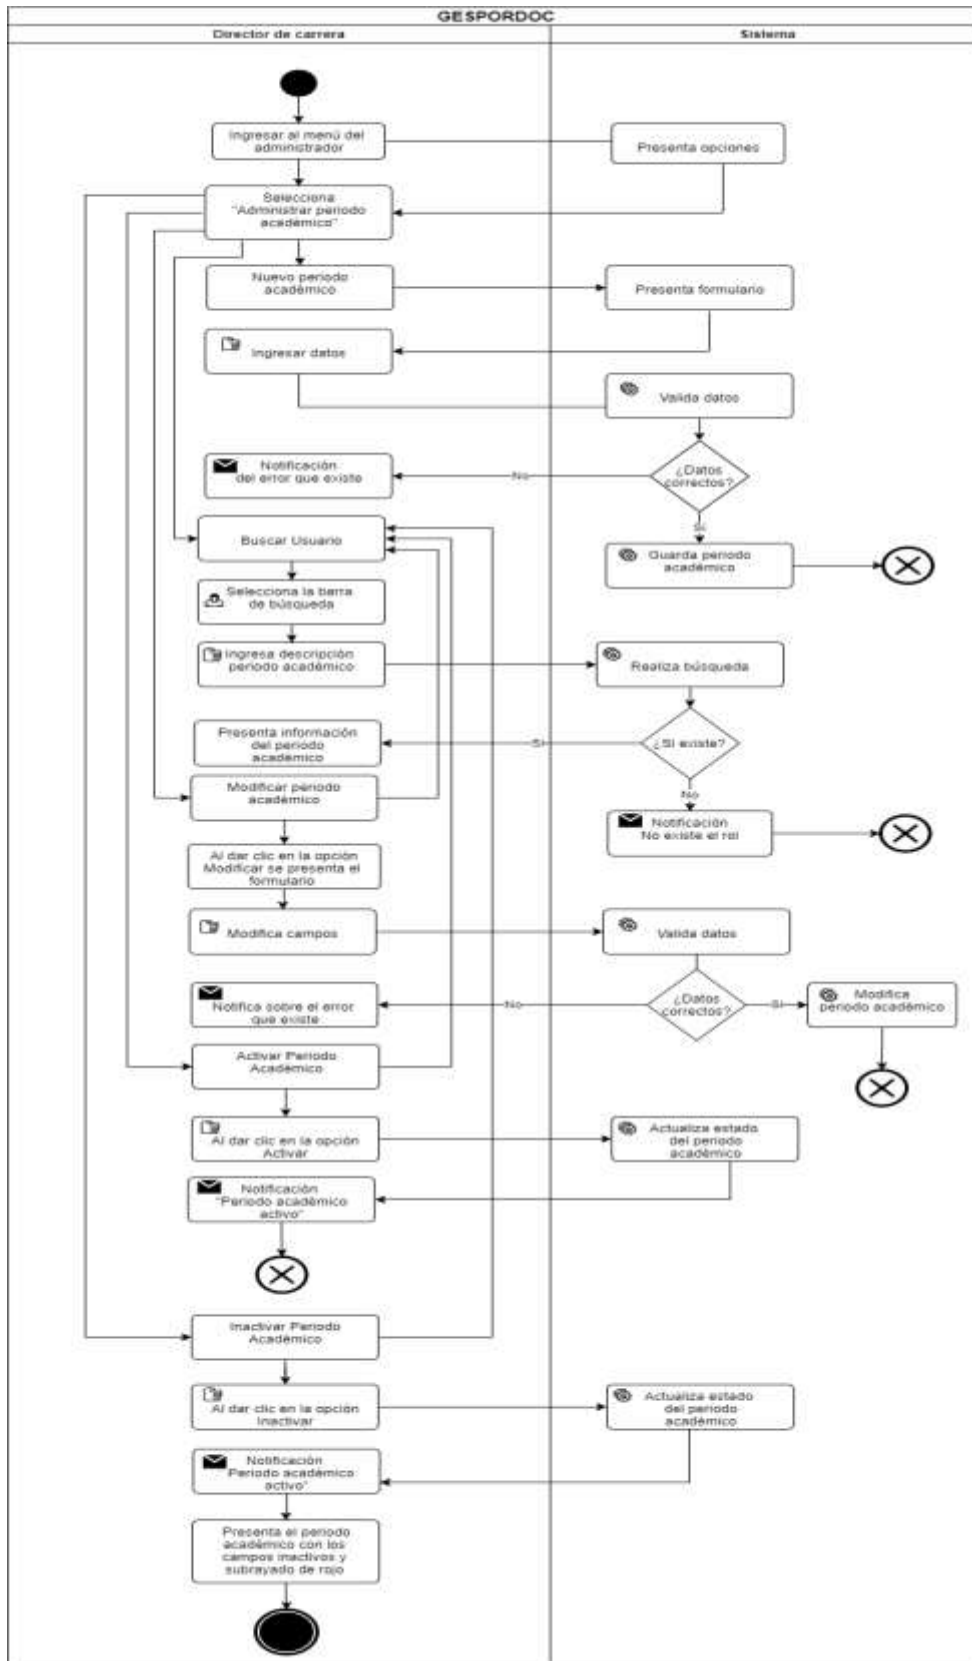 GESPORDOC
Director de carrera
Sistema
Ingresar al menú del
administrador
Presenta opciones
Selecciona
"Administrar periodo
académico"
Nuevo periodo
académico
Presenta formulario
Ingresar datos
Valida datos
¿Datos
correctos?
No
Notificación
del error que existe
Si
Guarda periodo
académico
Buscar Usuario
Selecciona la barra
de búsqueda
Ingresa descripción
periodo académico
Realiza búsqueda
¿Si existe?
Si
Presenta información
del periodo
académico
No
Notificación
No existe el rol
Modificar periodo
académico
Al dar clic en la opción
Modificar se presenta el
formulario
Modifica campos
Valida datos
¿Datos
correctos?
No
Si
Notifica sobre el error
que existe
Modifica
periodo académico
Activar Periodo
Académico
Al dar clic en la opción
Activar
Actualiza estado
del periodo
académico
Notificación
"Periodo académico
activo"
Inactivar Periodo
Académico
Al dar clic en la opción
Inactivar
Actualiza estado
del periodo
académico
Notificación
Periodo académico
activo"
Presenta el periodo
académico con los
campos inactivos y
subrayado de rojo